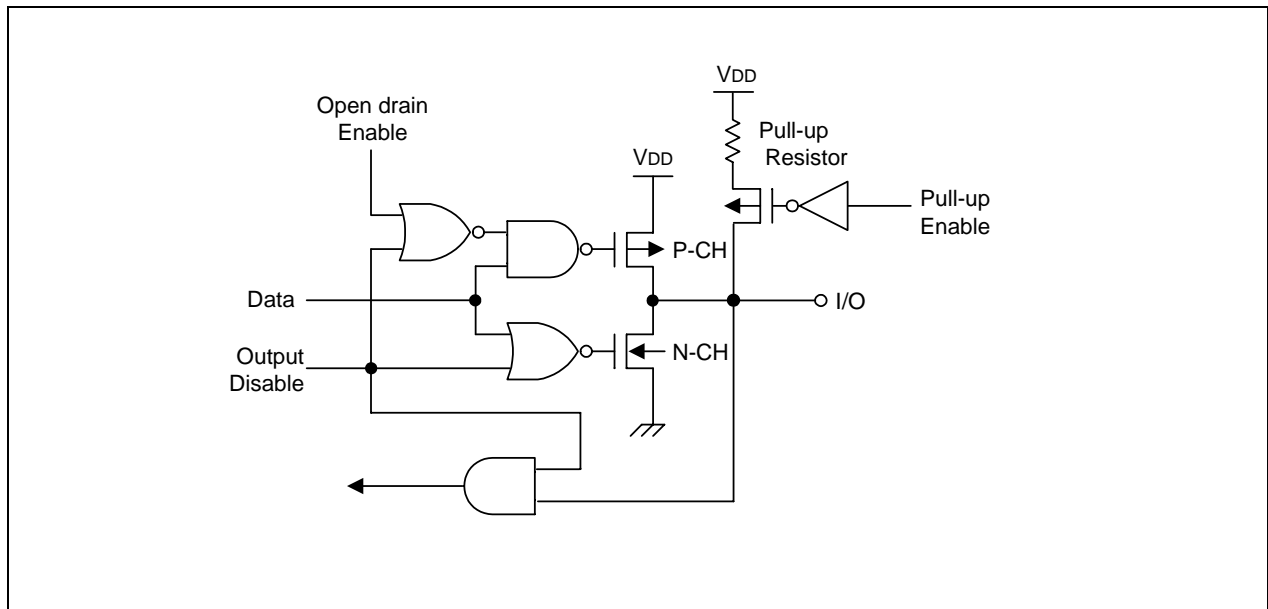 VDD
Open drain
Enable
Pull-up
Resistor
VDD
Pull-up
Enable
P-CH
Data
I/O
N-CH
Output
Disable